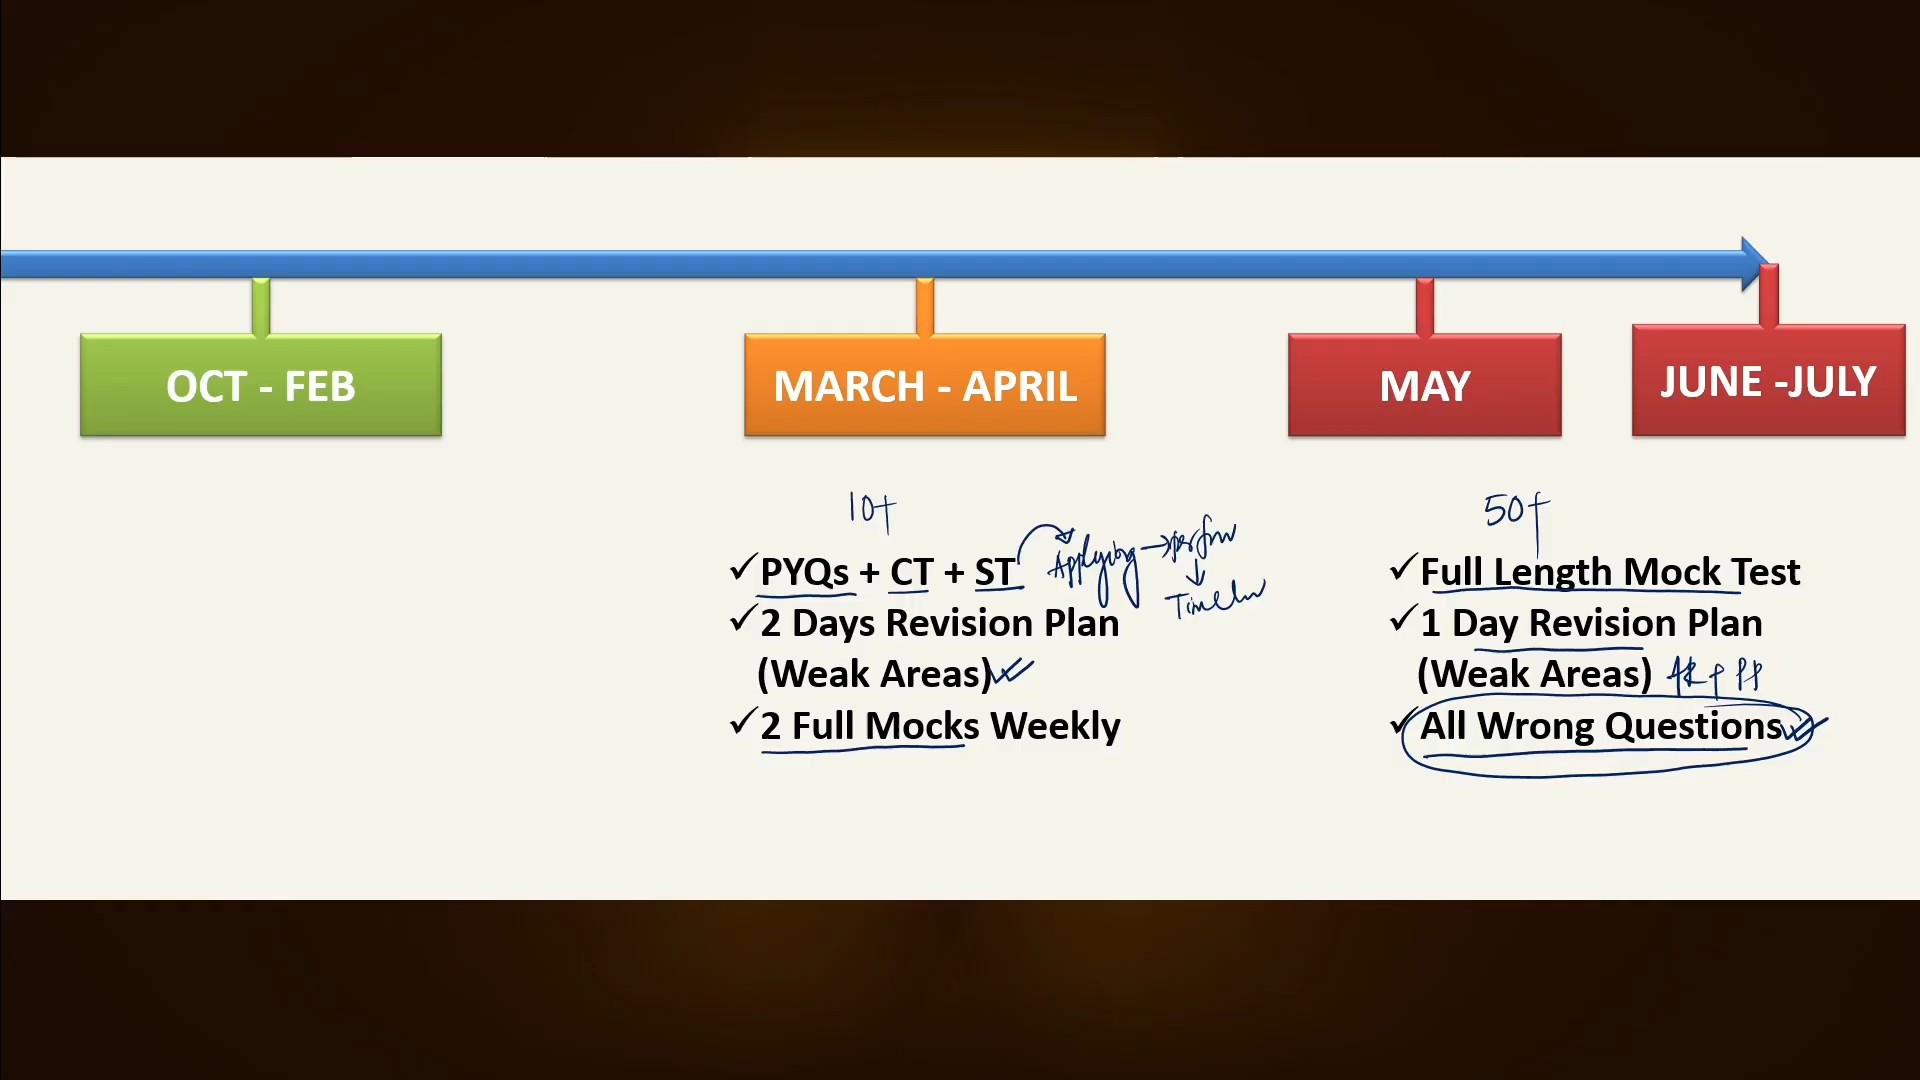 OCT - FEB
MARCH - APRIL
MAY
JUNE -JULY
10+
✓PYQs + CT + ST
Applying → perform
↓
✓2 Days Revision Plan
(Weak Areas)
✓2 Full Mocks Weekly
50+
✓Full Length Mock Test
✓1 Day Revision Plan
(Weak Areas)
✓All Wrong Questions